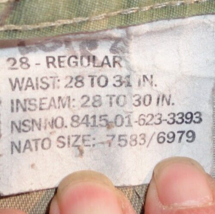 28 - REGULAR
WAIST: 28 TO 31 IN.
INSEAM: 28 TO 30 IN.
NSN NO. 8415-01-623-3393
NATO SIZE: -7583/6979